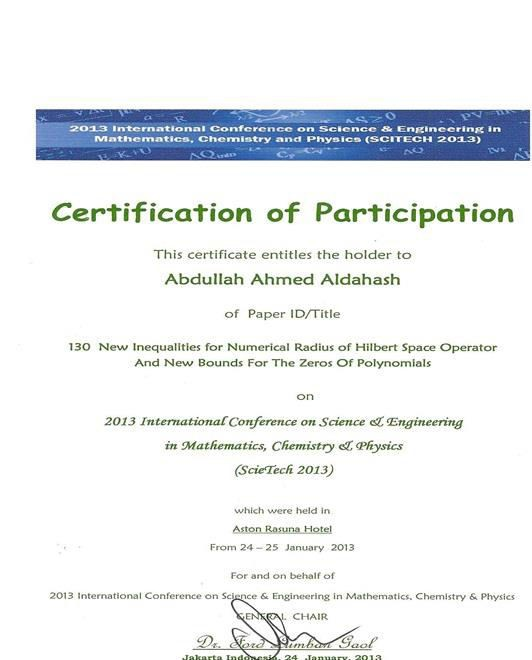 2013 International Conference on Science & Engineering in
Mathematics, Chemistry and Physics (SCITECH 2013)
Certification of Participation
This certificate entitles the holder to
Abdullah Ahmed Aldahash
of Paper ID/Title
130 New Inequalities for Numerical Radius of Hilbert Space Operator
And New Bounds For The Zeros Of Polynomials
on
2013 International Conference on Science & Engineering
in Mathematics, Chemistry & Physics
(ScieTech 2013)
which were held in
Aston Rasuna Hotel
From 24 – 25 January 2013
For and on behalf of
2013 International Conference on Science & Engineering in Mathematics, Chemistry & Physics
GENERAL CHAIR
Dr. Ford Lumban Gaol
Jakarta Indonesia, 24 January, 2013